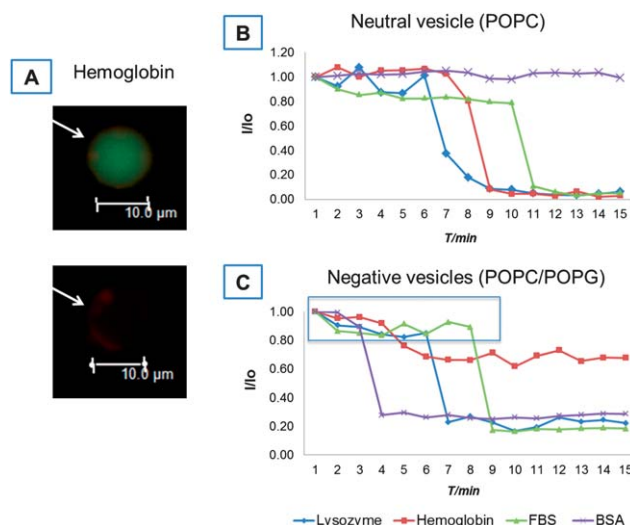 A
Hemoglobin
10.0 µm
10.0 µm
B
Neutral vesicle (POPC)
1.20
1.00
0.80
0.60
0.40
0.20
0.00
I/Io
1 2 3 4 5 6 7 8 9 10 11 12 13 14 15
T/min
C
Negative vesicles (POPC/POPG)
1.00
0.80
0.60
0.40
0.20
0.00
I/Io
1 2 3 4 5 6 7 8 9 10 11 12 13 14 15
T/min
Lysozyme Hemoglobin FBS BSA